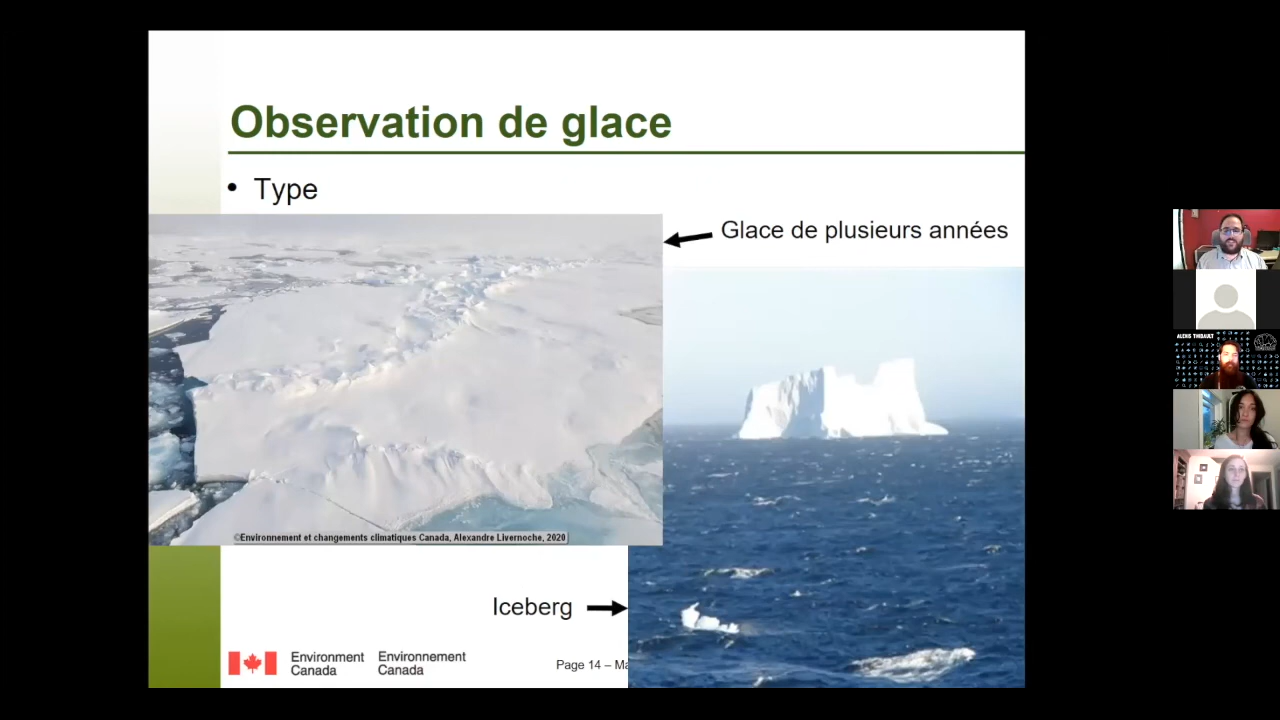 Observation de glace
• Type
Glace de plusieurs années
©Environnement et changements climatiques Canada, Alexandre Livernoche, 2020
Iceberg
Environment
Canada
Environnement
Canada
Page 14 – Ma
ALEXIS THIBAULT